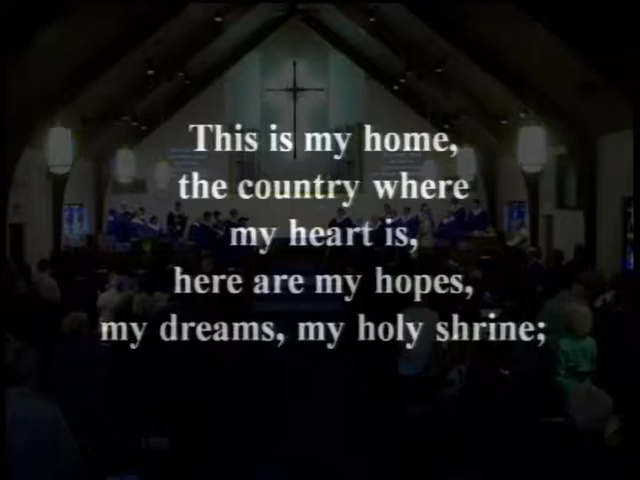 This is my home,
the country where
my heart is,
here are my hopes,
my dreams, my holy shrine;